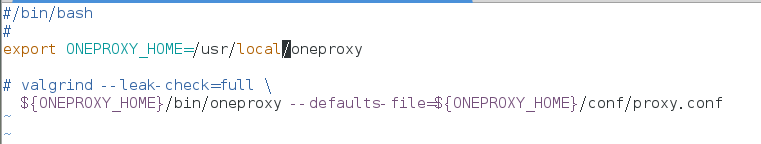 #/bin/bash
#
export ONEPROXY_HOME=/usr/local/oneproxy

# valgrind --leak-check=full \
  ${ONEPROXY_HOME}/bin/oneproxy --defaults-file=${ONEPROXY_HOME}/conf/proxy.conf
~
~